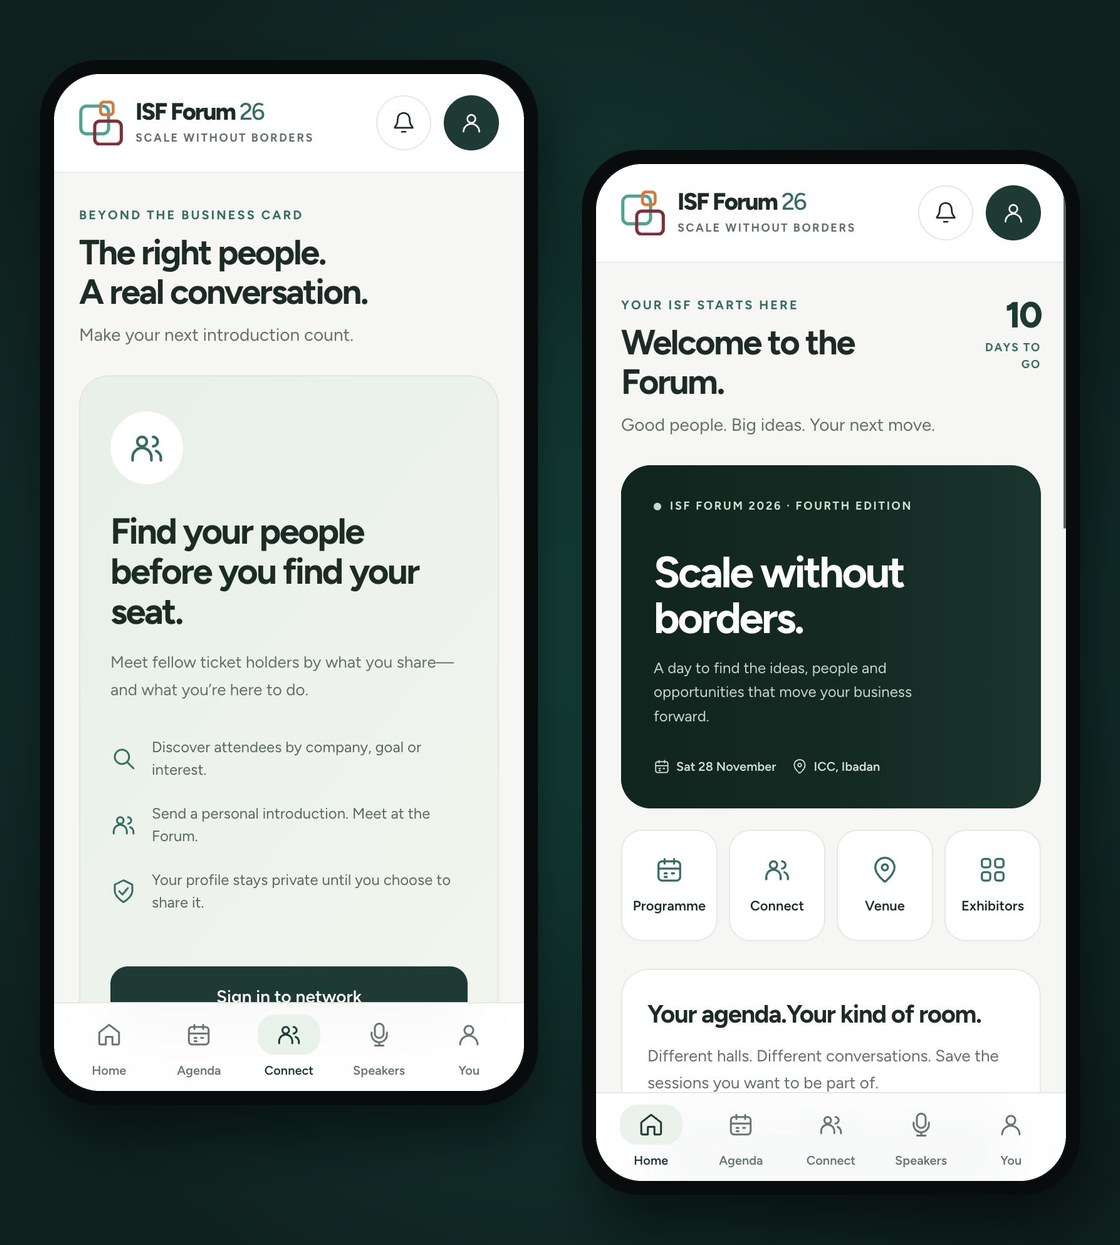 ISF Forum 26
SCALE WITHOUT BORDERS
BEYOND THE BUSINESS CARD
The right people.
A real conversation.
Make your next introduction count.
Find your people
before you find your
seat.
Meet fellow ticket holders by what you share—
and what you’re here to do.
Discover attendees by company, goal or
interest.
Send a personal introduction. Meet at the
Forum.
Your profile stays private until you choose to
share it.
Sign in to network
Home
Agenda
Connect
Speakers
You
ISF Forum 26
SCALE WITHOUT BORDERS
YOUR ISF STARTS HERE
Welcome to the
Forum.
Good people. Big ideas. Your next move.
10
DAYS TO
GO
ISF FORUM 2026 · FOURTH EDITION
Scale without
borders.
A day to find the ideas, people and
opportunities that move your business
forward.
Sat 28 November
ICC, Ibadan
Programme
Connect
Venue
Exhibitors
Your agenda.Your kind of room.
Different halls. Different conversations. Save the
sessions you want to be part of.
Home
Agenda
Connect
Speakers
You